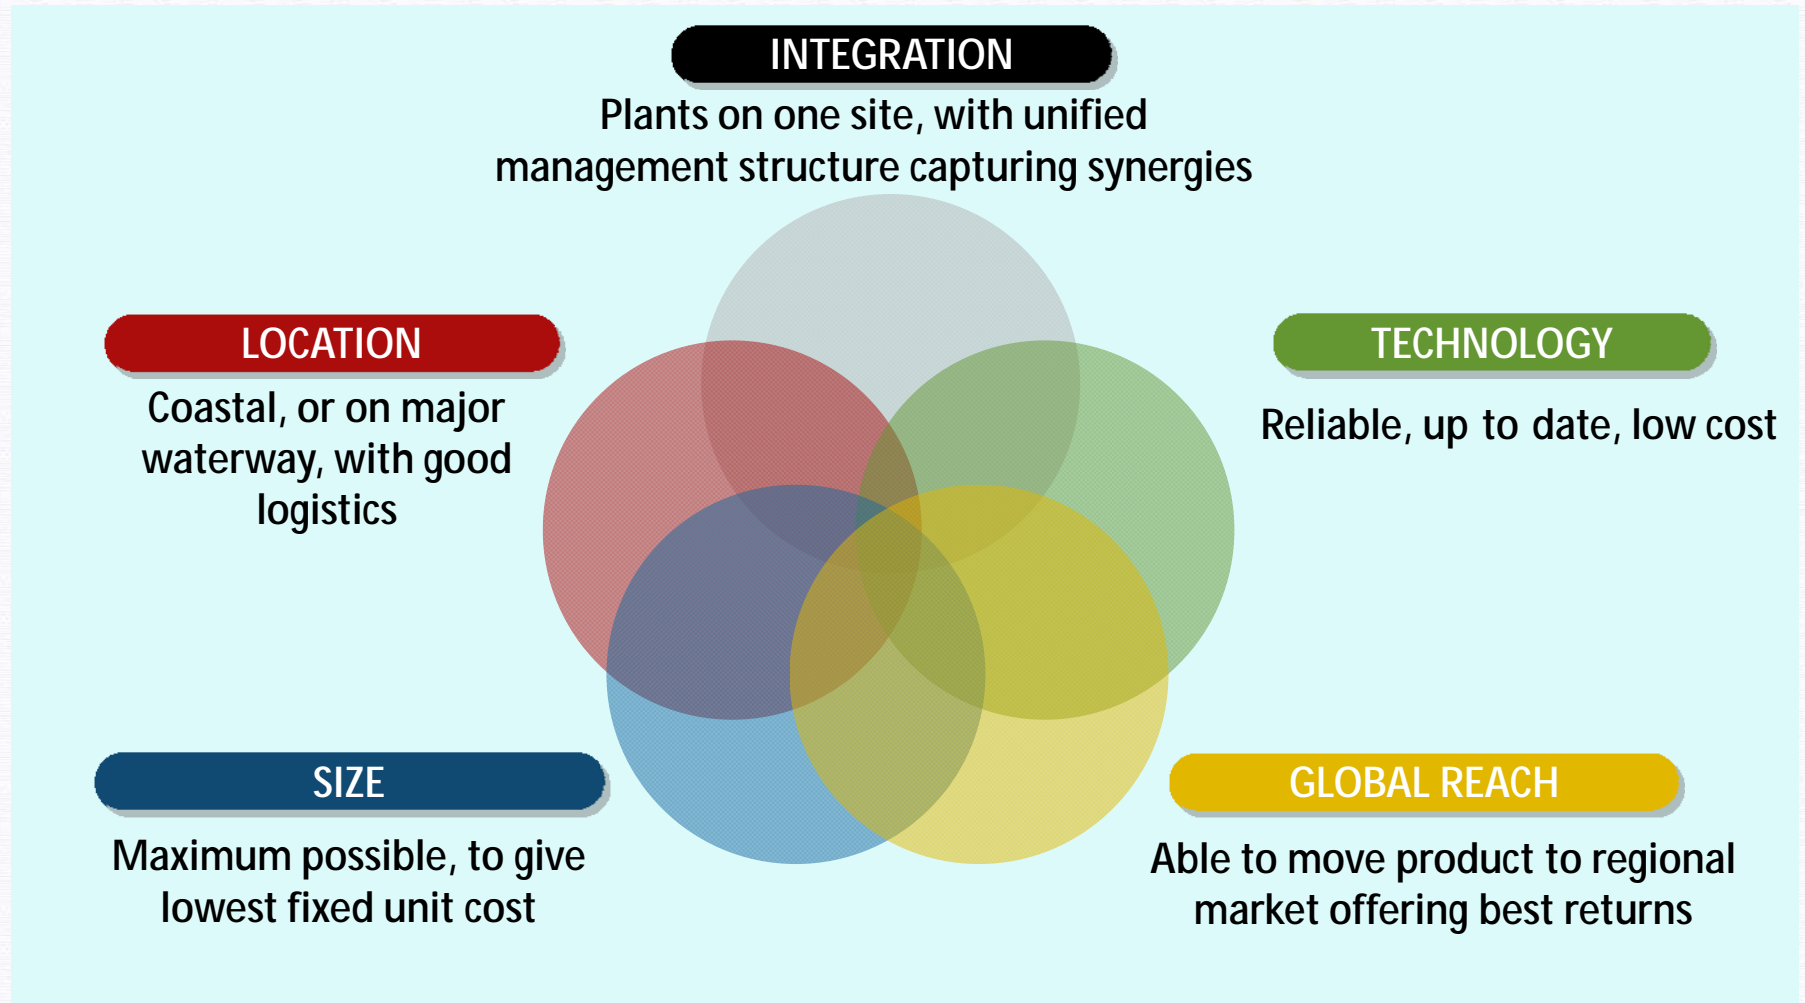 INTEGRATION
Plants on one site, with unified
management structure capturing synergies
LOCATION
Coastal, or on major
waterway, with good
logistics
TECHNOLOGY
Reliable, up to date, low cost
SIZE
Maximum possible, to give
lowest fixed unit cost
GLOBAL REACH
Able to move product to regional
market offering best returns